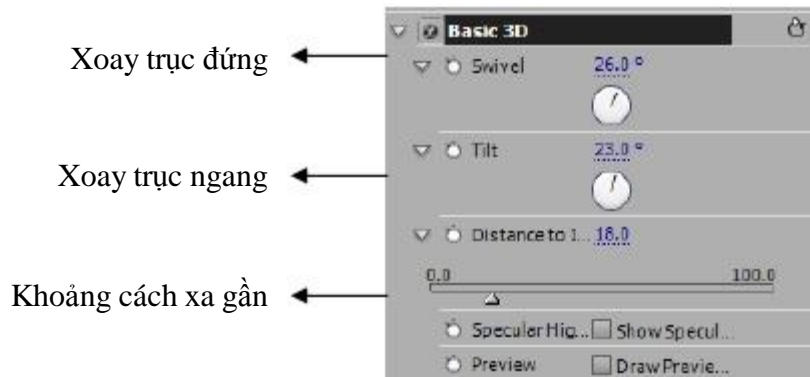 Basic 3D
Xoay trục đứng
Swivel 26.0 °
Xoay trục ngang
Tilt 23.0 °
Distance to I... 18.0
0.0 100.0
Khoảng cách xa gần
Specular Hig... Show Specul...
Preview Draw Previe...